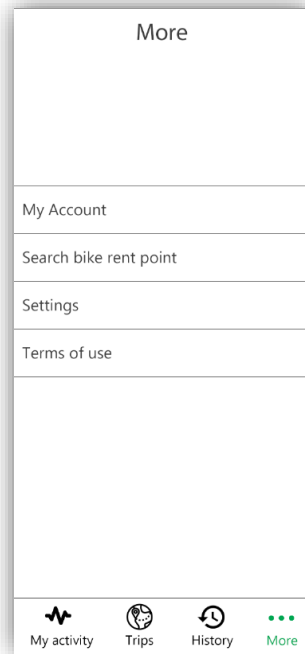 More
My Account
Search bike rent point
Settings
Terms of use
My activity
Trips
History
More